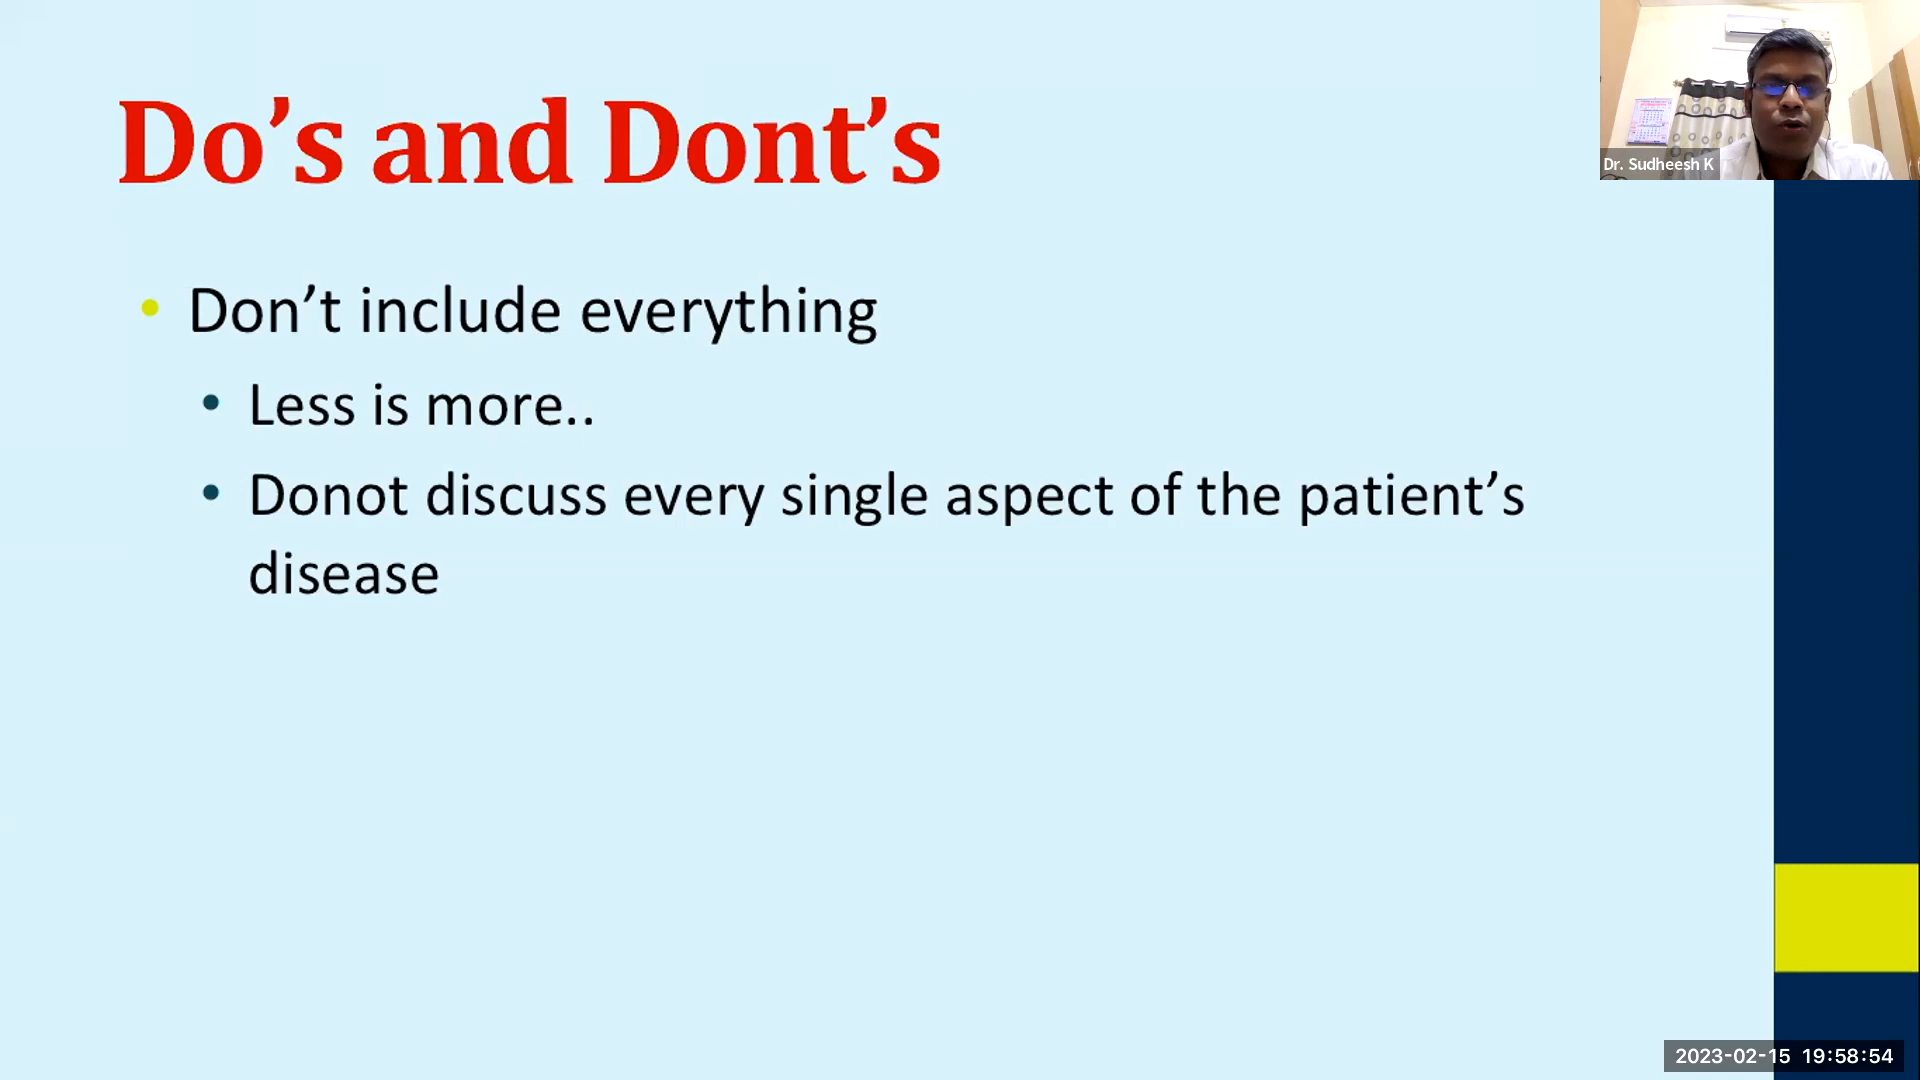 Do’s and Dont’s
• Don’t include everything
• Less is more..
• Donot discuss every single aspect of the patient’s
disease
Dr. Sudheesh K
2023-02-15 19:58:54